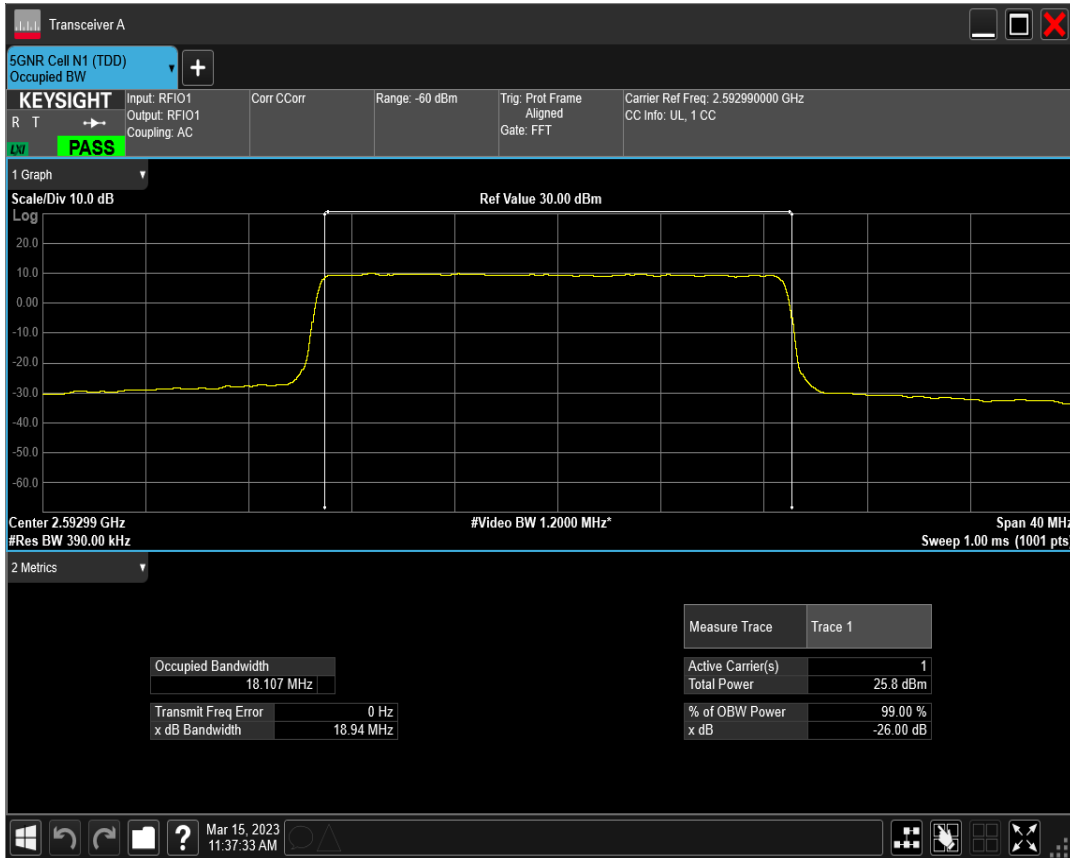 Transceiver A
5GNR Cell N1 (TDD)
Occupied BW
+
KEYSIGHT
R T
LXI
PASS
Input: RFIO1
Output: RFIO1
Coupling: AC
Corr CCorr
Range: -60 dBm
Trig: Prot Frame
Aligned
Gate: FFT
Carrier Ref Freq: 2.592990000 GHz
CC Info: UL, 1 CC
1 Graph
Scale/Div 10.0 dB
Ref Value 30.00 dBm
Log
20.0
10.0
0.00
-10.0
-20.0
-30.0
-40.0
-50.0
-60.0
Center 2.59299 GHz
#Video BW 1.2000 MHz*
Span 40 MHz
#Res BW 390.00 kHz
Sweep 1.00 ms (1001 pts)
2 Metrics
Measure Trace Trace 1
Occupied Bandwidth
18.107 MHz
Active Carrier(s) 1
Total Power 25.8 dBm
Transmit Freq Error 0 Hz
x dB Bandwidth 18.94 MHz
% of OBW Power 99.00 %
x dB -26.00 dB
?
Mar 15, 2023
11:37:33 AM